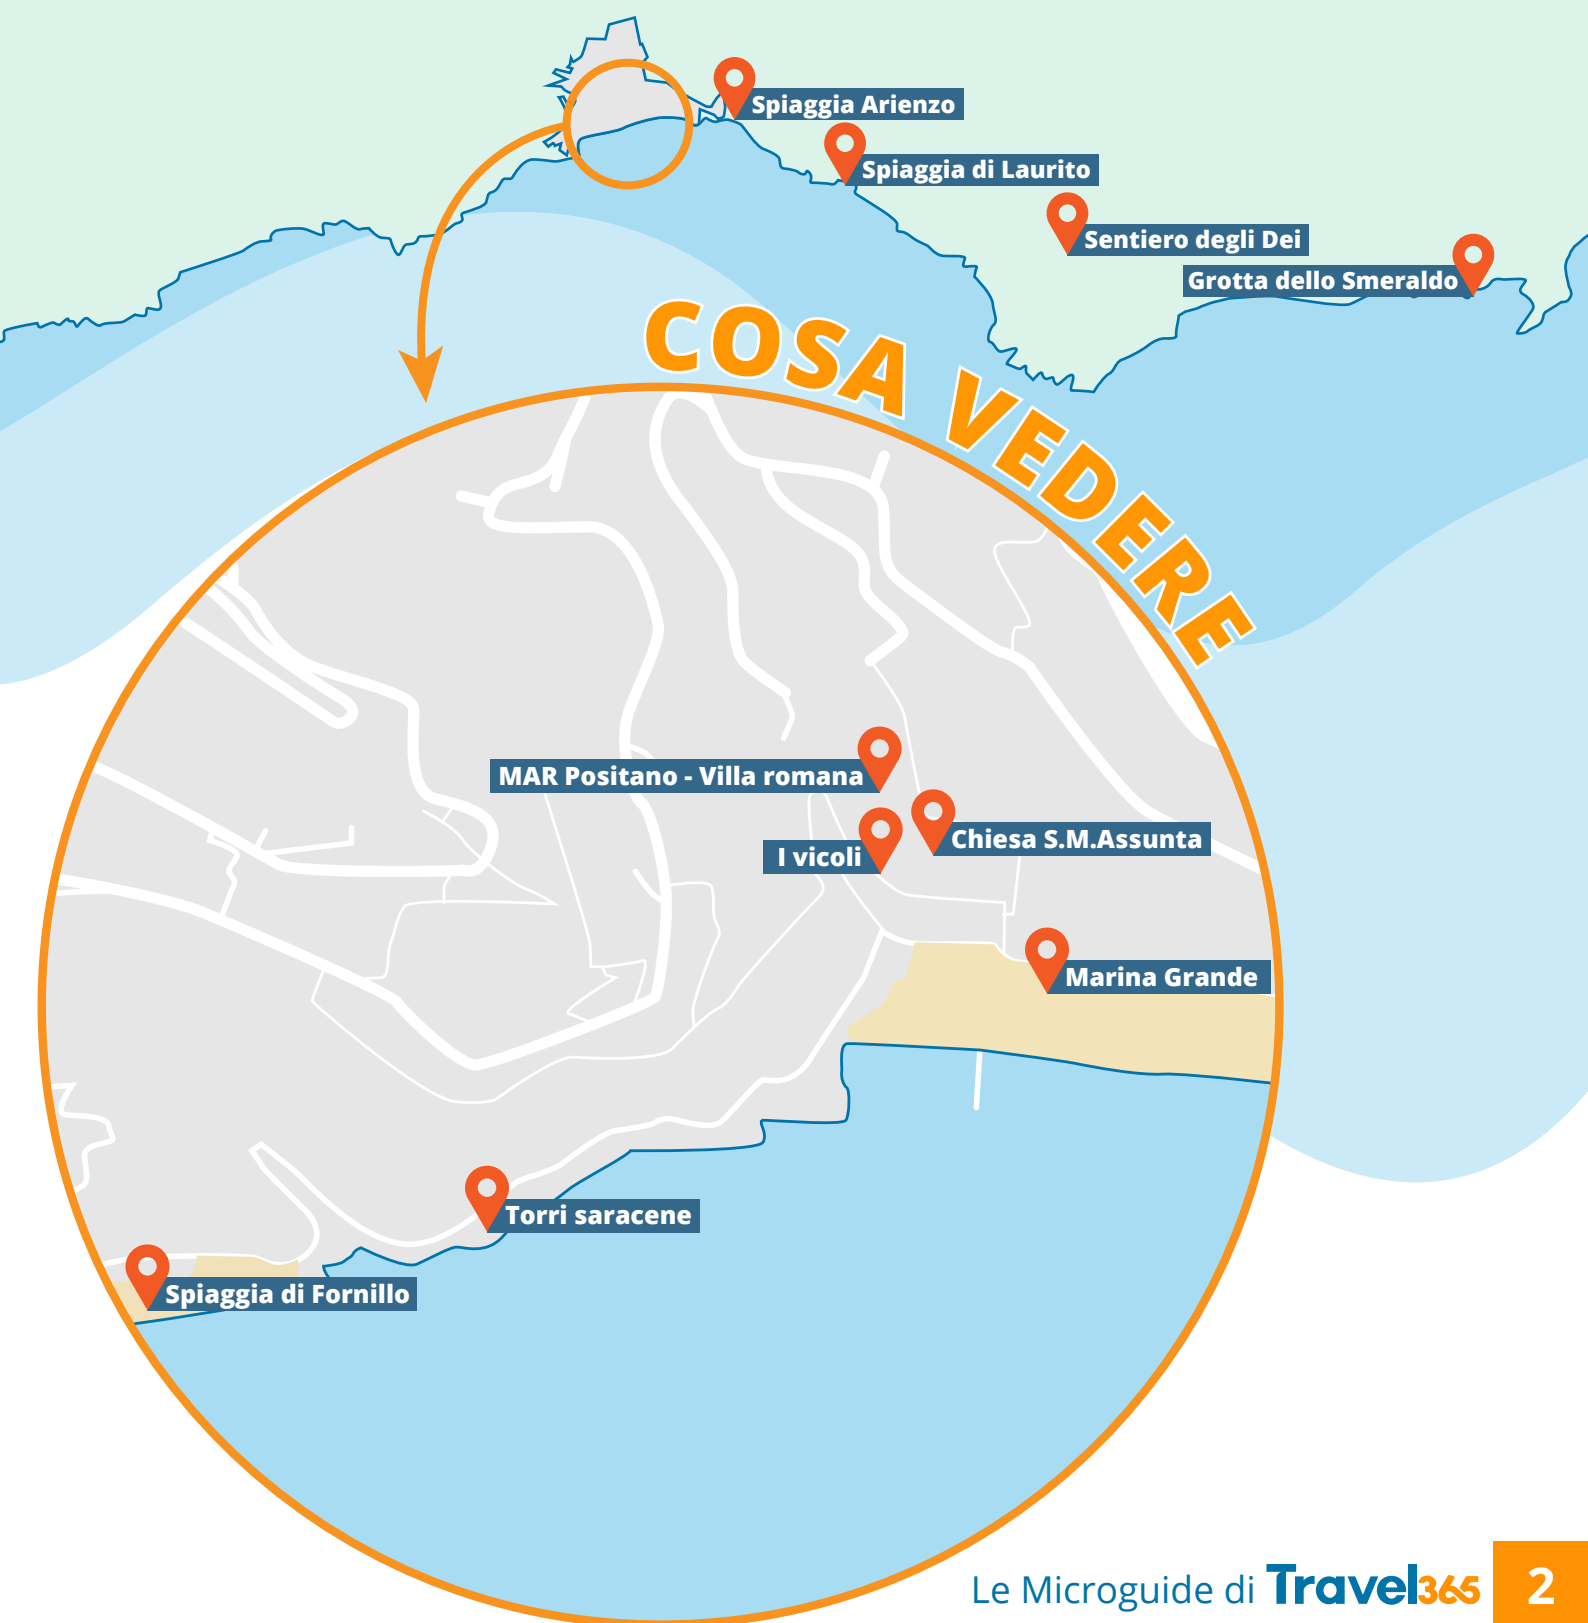 Spiaggia Arienzo
Spiaggia di Laurito
Sentiero degli Dei
Grotta dello Smeraldo
COSA VEDERE
MAR Positano - Villa romana
Chiesa S.M.Assunta
I vicoli
Marina Grande
Torri saracene
Spiaggia di Fornillo
Le Microguide di Travel365
2